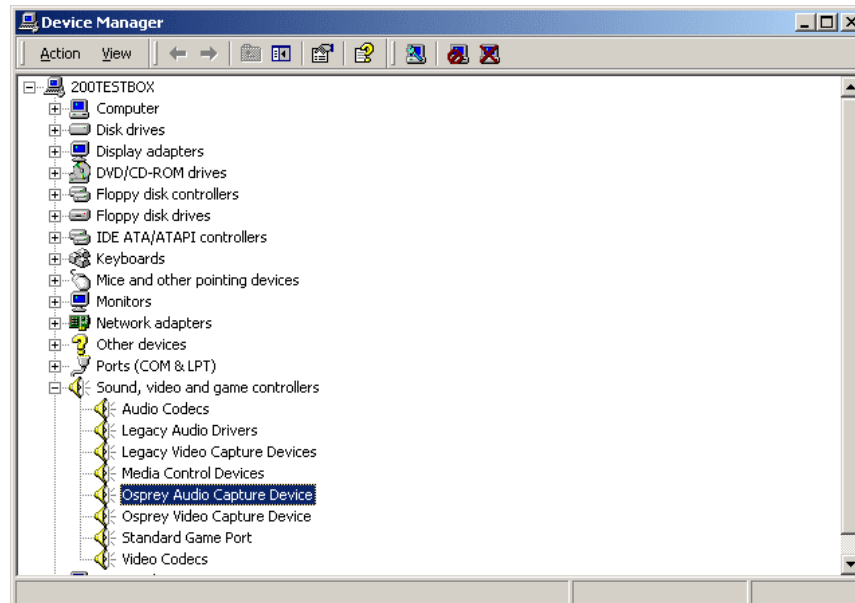 Device Manager
Action View
200TESTBOX
Computer
Disk drives
Display adapters
DVD/CD-ROM drives
Floppy disk controllers
Floppy disk drives
IDE ATA/ATAPI controllers
Keyboards
Mice and other pointing devices
Monitors
Network adapters
Other devices
Ports (COM & LPT)
Sound, video and game controllers
Audio Codecs
Legacy Audio Drivers
Legacy Video Capture Devices
Media Control Devices
Osprey Audio Capture Device
Osprey Video Capture Device
Standard Game Port
Video Codecs